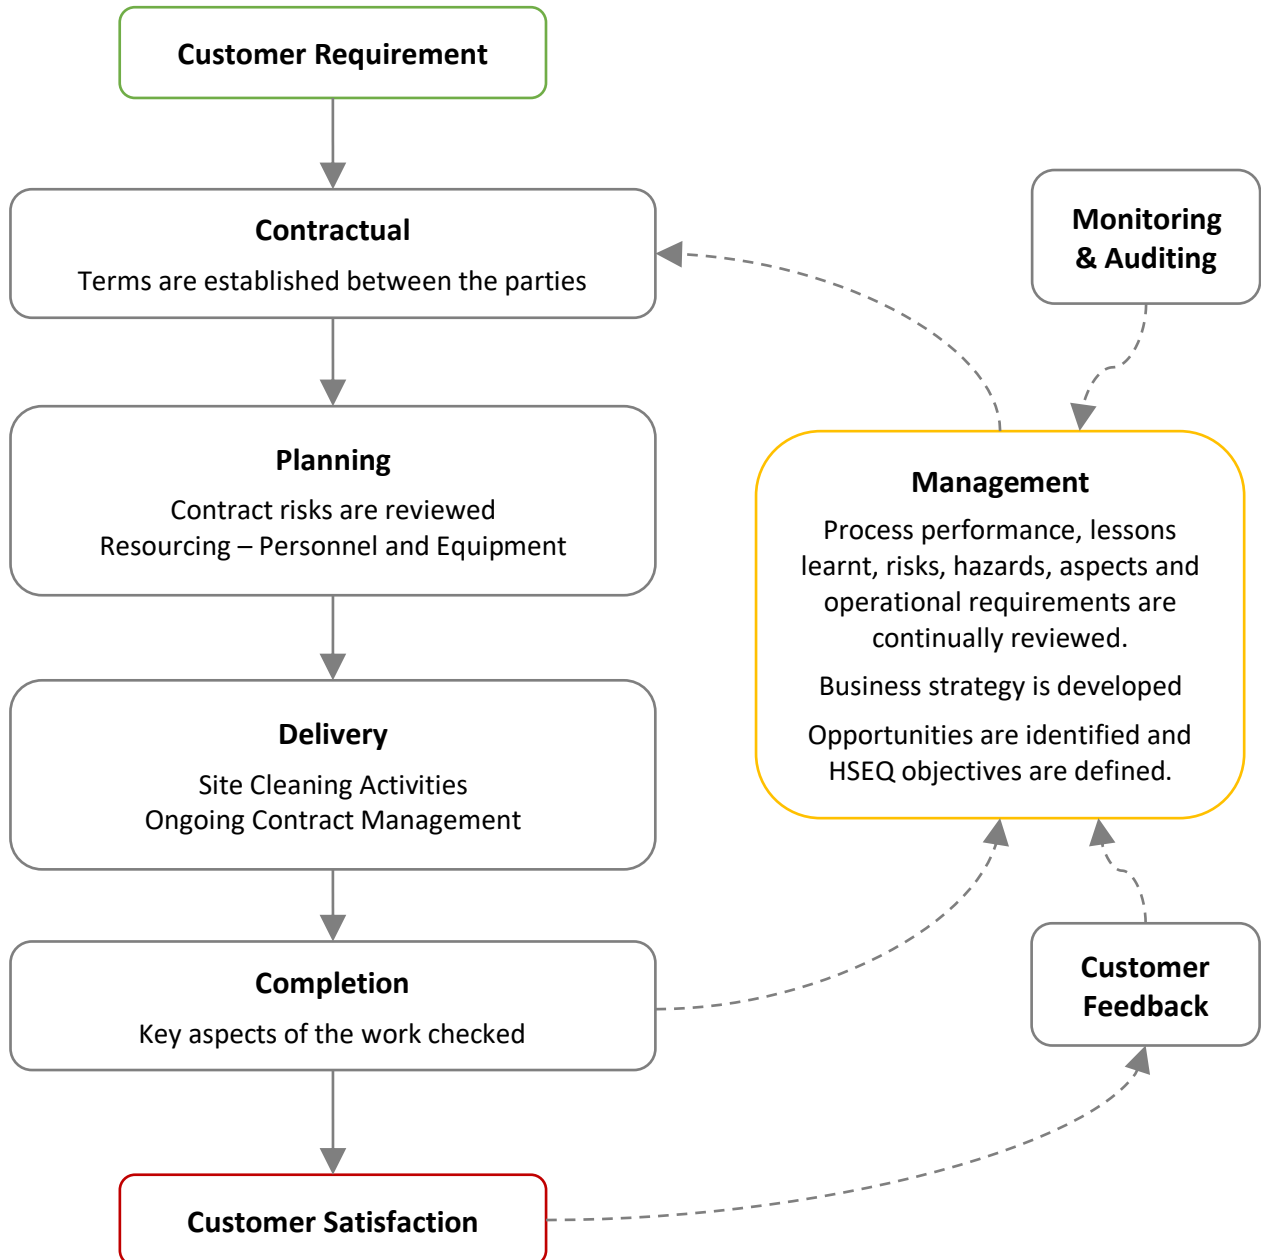 Customer Requirement
Contractual
Terms are established between the parties
Planning
Contract risks are reviewed
Resourcing – Personnel and Equipment
Delivery
Site Cleaning Activities
Ongoing Contract Management
Completion
Key aspects of the work checked
Customer Satisfaction
Monitoring
& Auditing
Management
Process performance, lessons
learnt, risks, hazards, aspects and
operational requirements are
continually reviewed.
Business strategy is developed
Opportunities are identified and
HSEQ objectives are defined.
Customer
Feedback